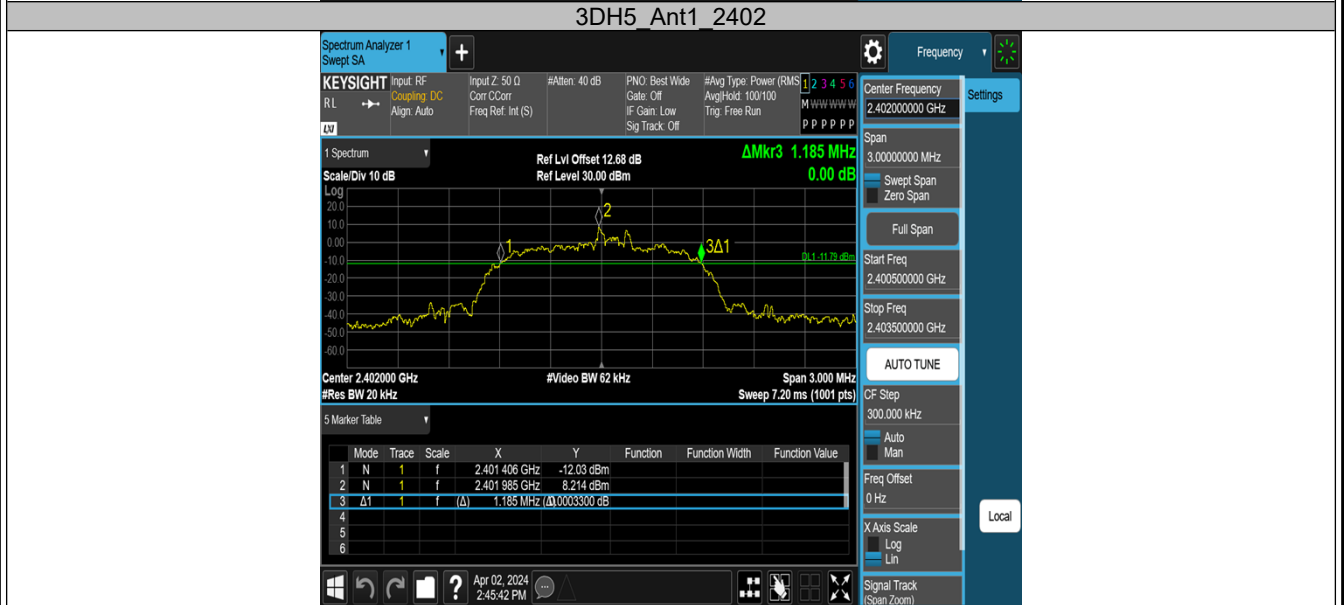 3DH5_Ant1_2402
Spectrum Analyzer 1
Swept SA
+
Frequency
KEYSIGHT
RL
LXI
Input: RF
Coupling: DC
Align: Auto
Input Z: 50 Ω
Corr CCorr
Freq Ref: Int (S)
#Atten: 40 dB
PNO: Best Wide
Gate: Off
IF Gain: Low
Sig Track: Off
#Avg Type: Power (RMS
Avg|Hold: 100/100
Trig: Free Run
1 2 3 4 5 6
M W W W W W
P P P P P P
Center Frequency
2.402000000 GHz
Settings
Span
3.00000000 MHz
Swept Span
Zero Span
Full Span
Start Freq
2.400500000 GHz
Stop Freq
2.403500000 GHz
AUTO TUNE
CF Step
300.000 kHz
Auto
Man
Freq Offset
0 Hz
X Axis Scale
Log
Lin
Signal Track
(Span Zoom)
Local
1 Spectrum
Scale/Div 10 dB
Ref Lvl Offset 12.68 dB
Ref Level 30.00 dBm
ΔMkr3 1.185 MHz
0.00 dB
Log
20.0
10.0
0.00
-10.0
-20.0
-30.0
-40.0
-50.0
-60.0
1
2
3Δ1
DL1 -11.79 dBm
Center 2.402000 GHz
#Video BW 62 kHz
Span 3.000 MHz
#Res BW 20 kHz
Sweep 7.20 ms (1001 pts)
5 Marker Table
Mode Trace Scale X Y Function Function Width Function Value
1 N 1 f 2.401 406 GHz -12.03 dBm
2 N 1 f 2.401 985 GHz 8.214 dBm
3 Δ1 1 f (Δ) 1.185 MHz (Δ) 0.0003300 dB
4
5
6
?
Apr 02, 2024
2:45:42 PM